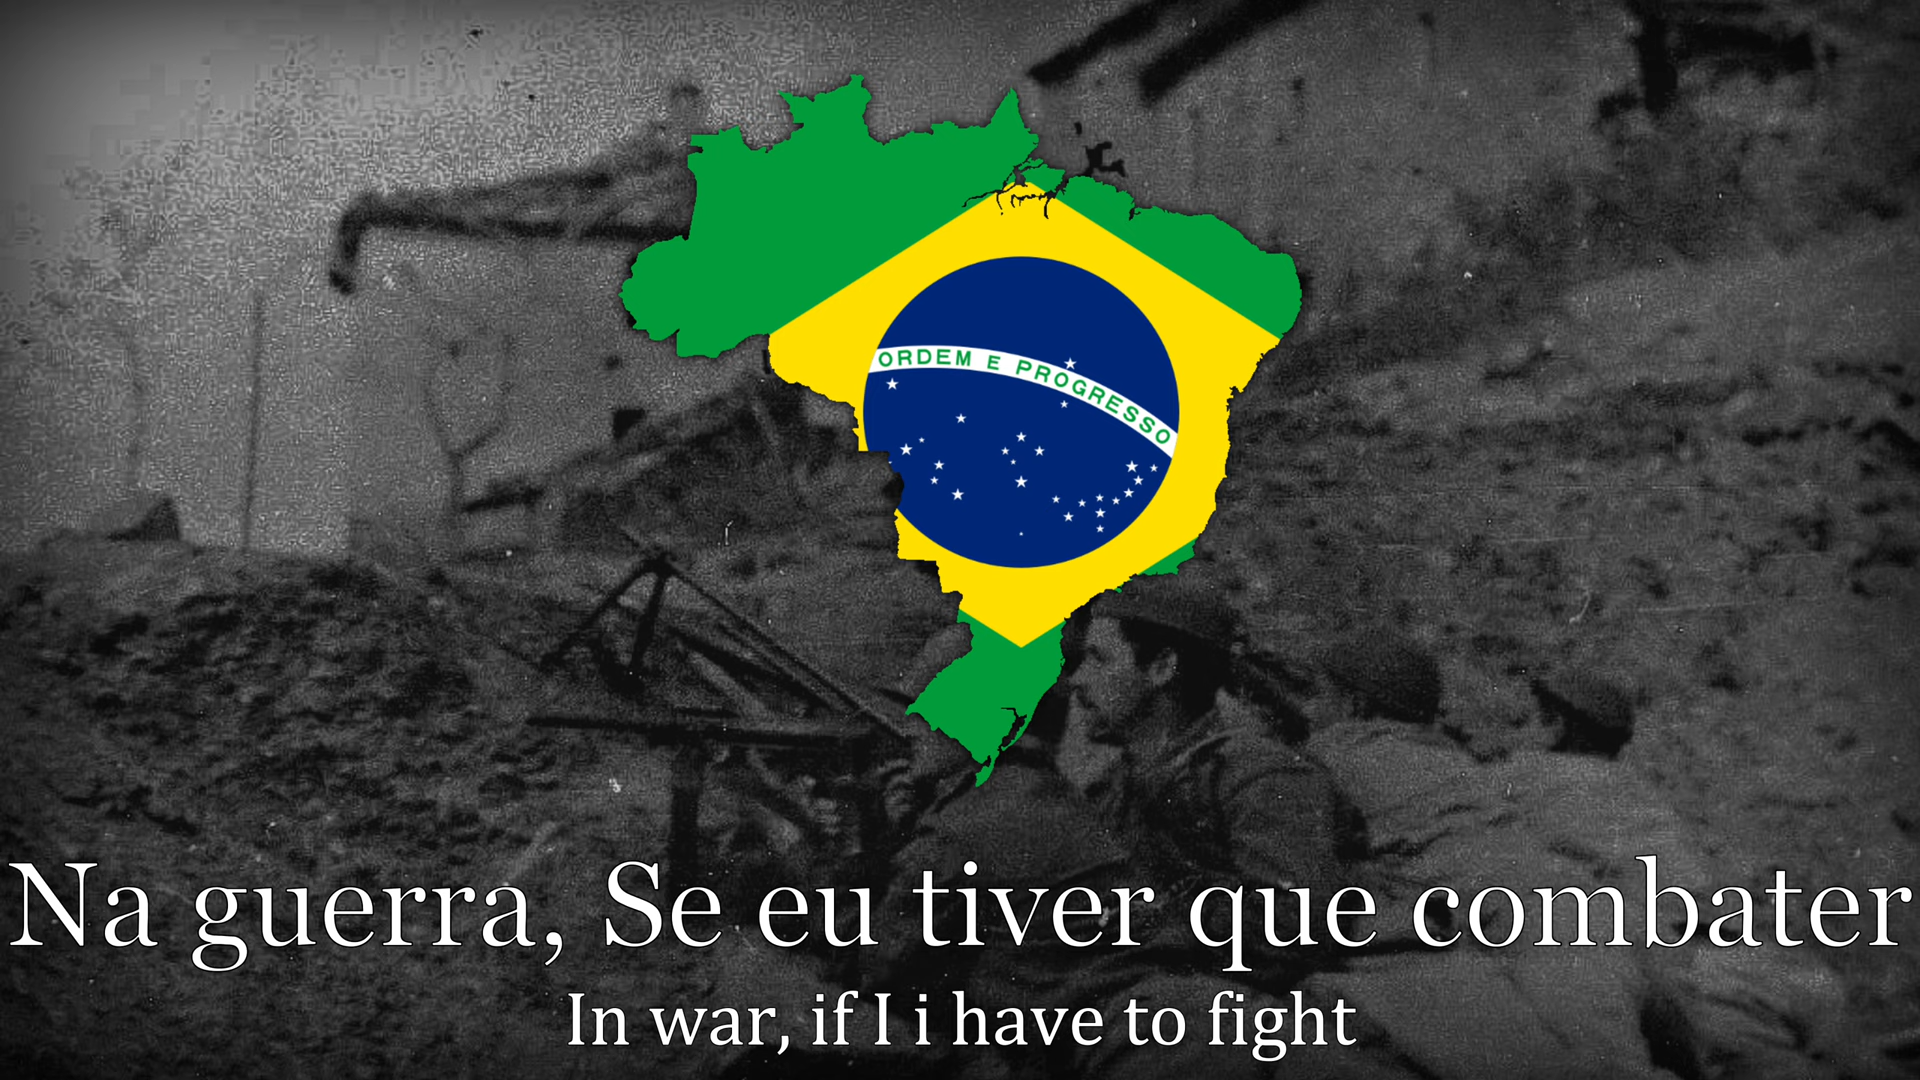 ORDEM E PROGRESSO
Na guerra, Se eu tiver que combater
In war, if I i have to fight